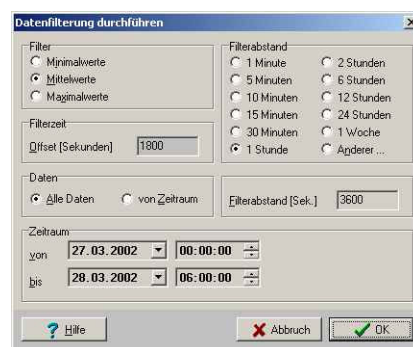 Datenfilterung durchführen
Filter
Minimalwerte
Mittelwerte
Maximalwerte
Filterzeit
Offset [Sekunden] 1800
Filterabstand
1 Minute 2 Stunden
5 Minuten 6 Stunden
10 Minuten 12 Stunden
15 Minuten 24 Stunden
30 Minuten 1 Woche
1 Stunde Anderer ...
Daten
Alle Daten von Zeitraum
Filterabstand [Sek.] 3600
Zeitraum
von 27.03.2002 00:00:00
bis 28.03.2002 06:00:00
? Hilfe Abbruch OK